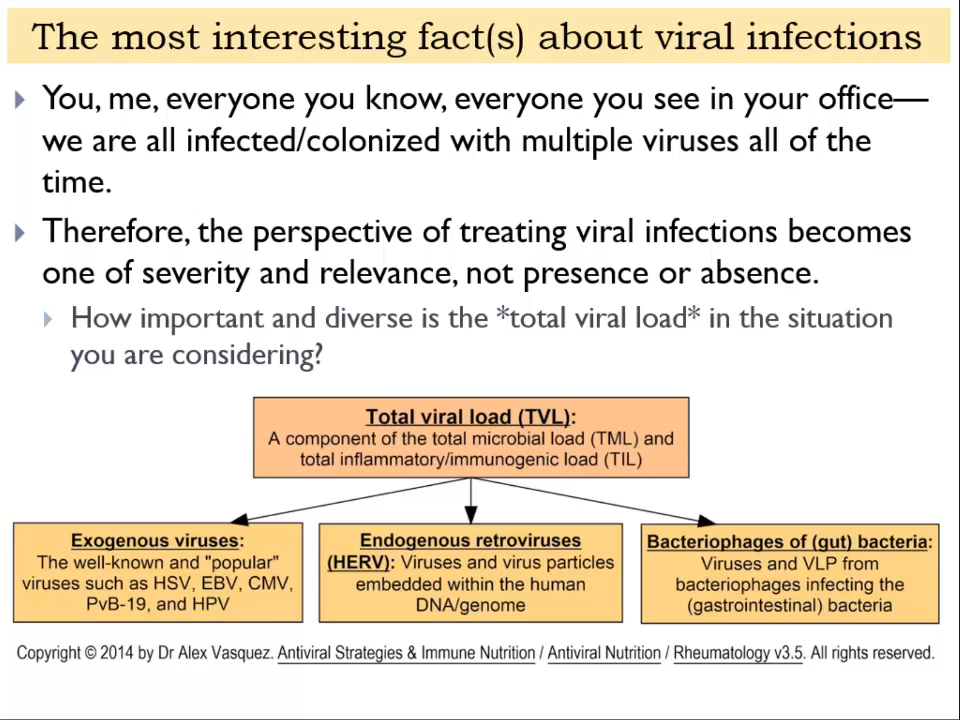 The most interesting fact(s) about viral infections
You, me, everyone you know, everyone you see in your office—
we are all infected/colonized with multiple viruses all of the
time.
Therefore, the perspective of treating viral infections becomes
one of severity and relevance, not presence or absence.
How important and diverse is the *total viral load* in the situation
you are considering?
Total viral load (TVL):
A component of the total microbial load (TML) and
total inflammatory/immunogenic load (TIL)
Exogenous viruses:
The well-known and "popular"
viruses such as HSV, EBV, CMV,
PvB-19, and HPV
Endogenous retroviruses
(HERV): Viruses and virus particles
embedded within the human
DNA/genome
Bacteriophages of (gut) bacteria:
Viruses and VLP from
bacteriophages infecting the
(gastrointestinal) bacteria
Copyright © 2014 by Dr Alex Vasquez. Antiviral Strategies & Immune Nutrition / Antiviral Nutrition / Rheumatology v3.5. All rights reserved.